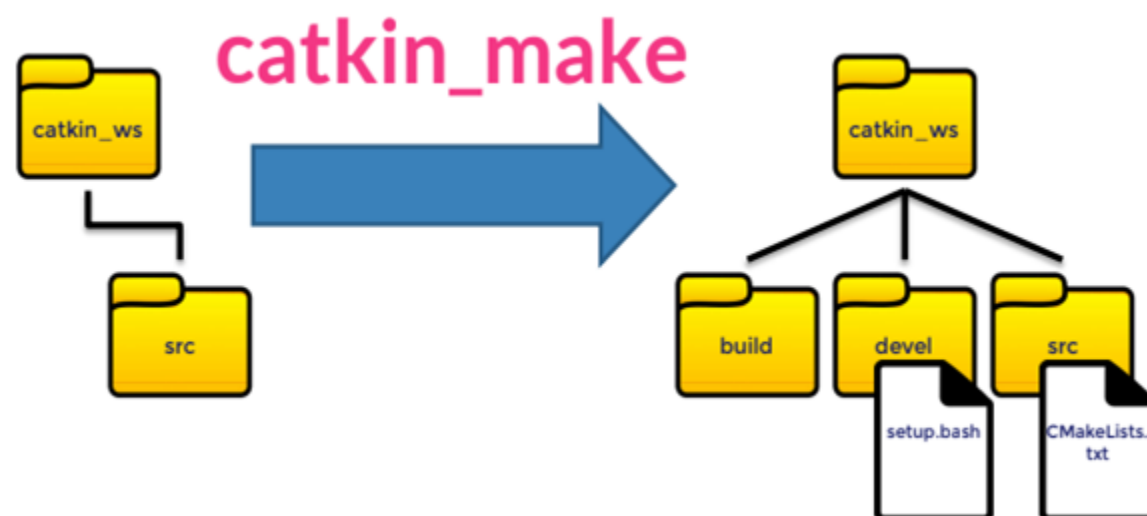 catkin_make
catkin_ws
catkin_ws
src
build
devel
src
setup.bash
CMakeLists.
txt